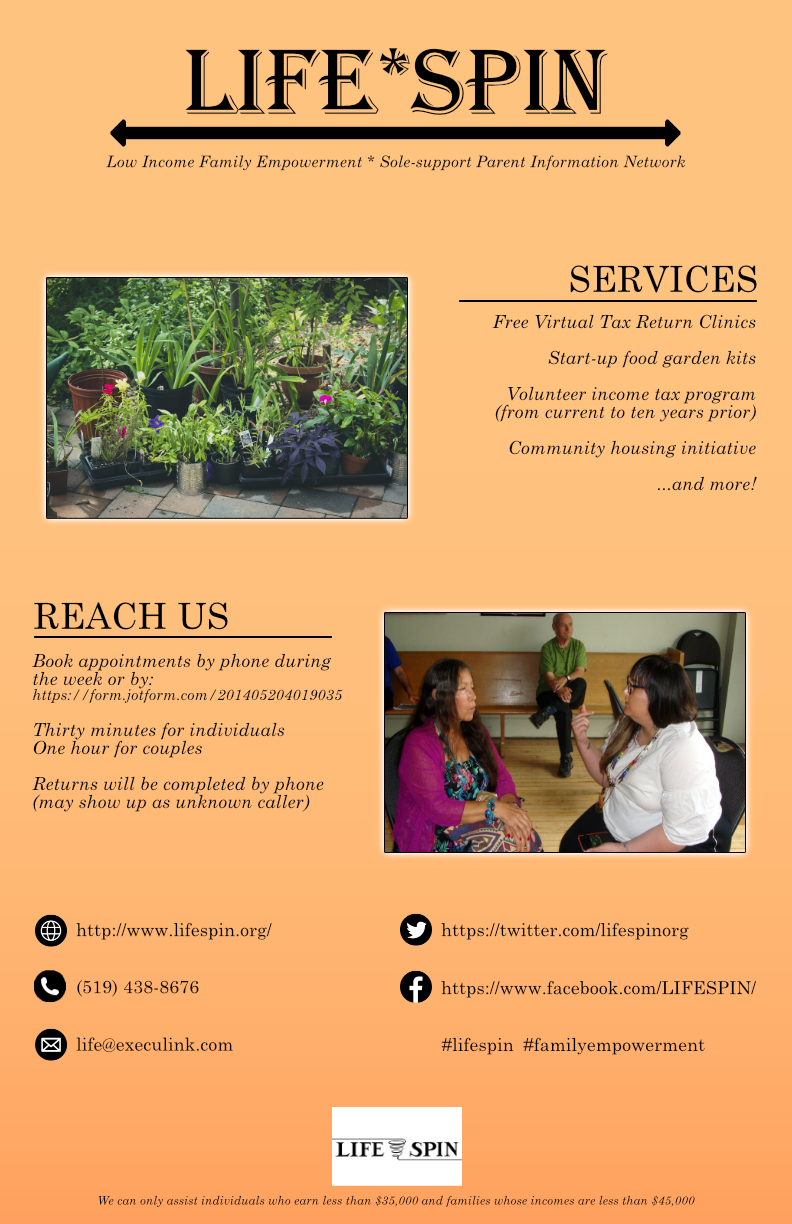 LIFE*SPIN
Low Income Family Empowerment * Sole-support Parent Information Network
SERVICES
Free Virtual Tax Return Clinics
Start-up food garden kits
Volunteer income tax program
(from current to ten years prior)
Community housing initiative
...and more!
REACH US
Book appointments by phone during
the week or by:
https://form.jotform.com/201405204019035
Thirty minutes for individuals
One hour for couples
Returns will be completed by phone
(may show up as unknown caller)
http://www.lifespin.org/
(519) 438-8676
life@execulink.com
https://twitter.com/lifespinorg
https://www.facebook.com/LIFESPIN/
#lifespin #familyempowerment
LIFE SPIN
We can only assist individuals who earn less than $35,000 and families whose incomes are less than $45,000